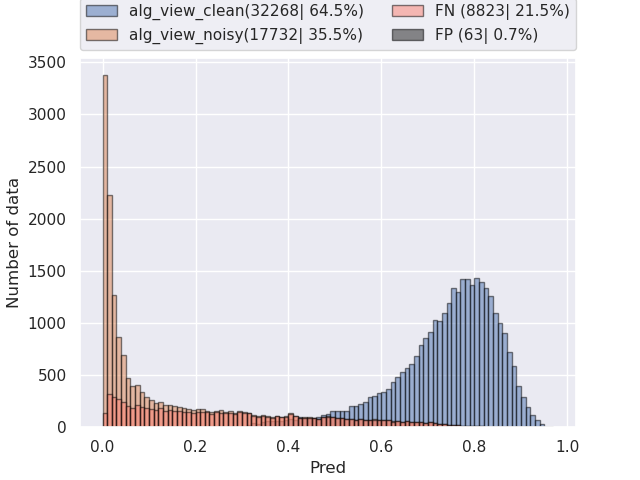 alg_view_clean(32268| 64.5%)
alg_view_noisy(17732| 35.5%)
FN (8823| 21.5%)
FP (63| 0.7%)
3500
3000
2500
2000
1500
1000
500
0
Number of data
0.0 0.2 0.4 0.6 0.8 1.0
Pred